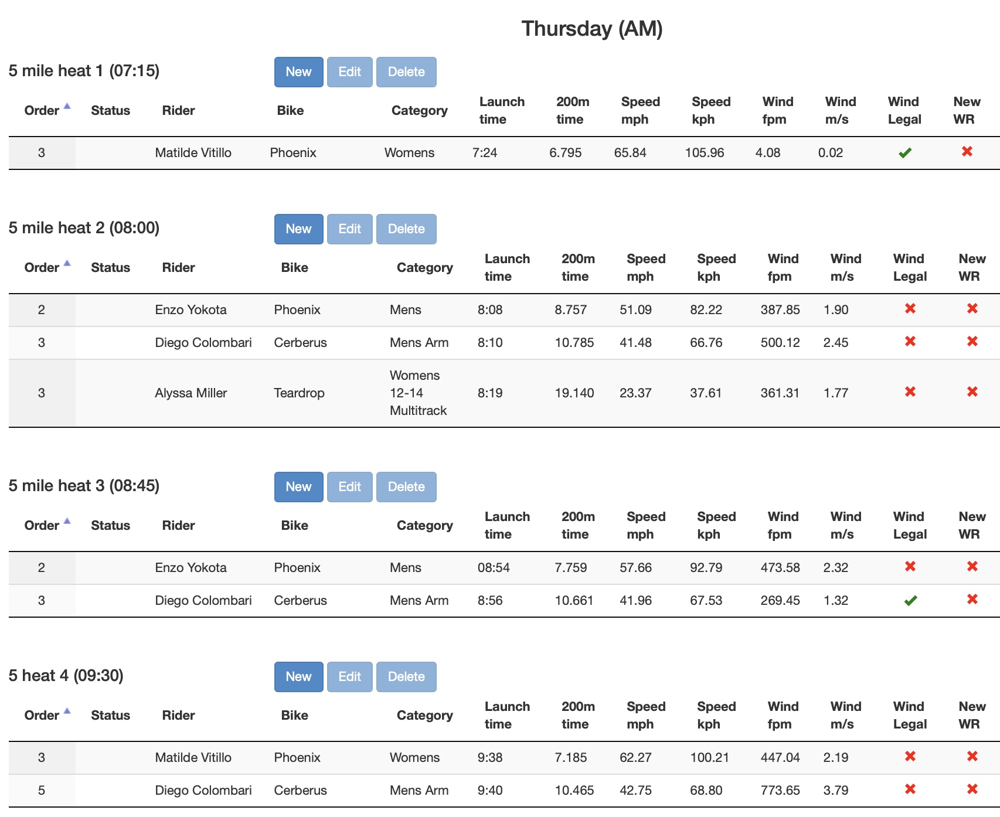 Thursday (AM)
5 mile heat 1 (07:15) New Edit Delete
Order Status Rider Bike Category Launch time 200m time Speed mph Speed kph Wind fpm Wind m/s Wind Legal New WR
3 Matilde Vitillo Phoenix Womens 7:24 6.795 65.84 105.96 4.08 0.02
5 mile heat 2 (08:00) New Edit Delete
Order Status Rider Bike Category Launch time 200m time Speed mph Speed kph Wind fpm Wind m/s Wind Legal New WR
2 Enzo Yokota Phoenix Mens 8:08 8.757 51.09 82.22 387.85 1.90
3 Diego Colombari Cerberus Mens Arm 8:10 10.785 41.48 66.76 500.12 2.45
3 Alyssa Miller Teardrop Womens 12-14 Multitrack 8:19 19.140 23.37 37.61 361.31 1.77
5 mile heat 3 (08:45) New Edit Delete
Order Status Rider Bike Category Launch time 200m time Speed mph Speed kph Wind fpm Wind m/s Wind Legal New WR
2 Enzo Yokota Phoenix Mens 08:54 7.759 57.66 92.79 473.58 2.32
3 Diego Colombari Cerberus Mens Arm 8:56 10.661 41.96 67.53 269.45 1.32
5 heat 4 (09:30) New Edit Delete
Order Status Rider Bike Category Launch time 200m time Speed mph Speed kph Wind fpm Wind m/s Wind Legal New WR
3 Matilde Vitillo Phoenix Womens 9:38 7.185 62.27 100.21 447.04 2.19
5 Diego Colombari Cerberus Mens Arm 9:40 10.465 42.75 68.80 773.65 3.79